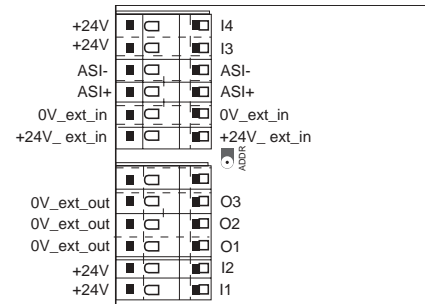 +24V I4
+24V I3
ASI- ASI-
ASI+ ASI+
0V_ext_in 0V_ext_in
+24V_ ext_in +24V_ ext_in
ADDR
0V_ext_out O3
0V_ext_out O2
0V_ext_out O1
+24V I2
+24V I1